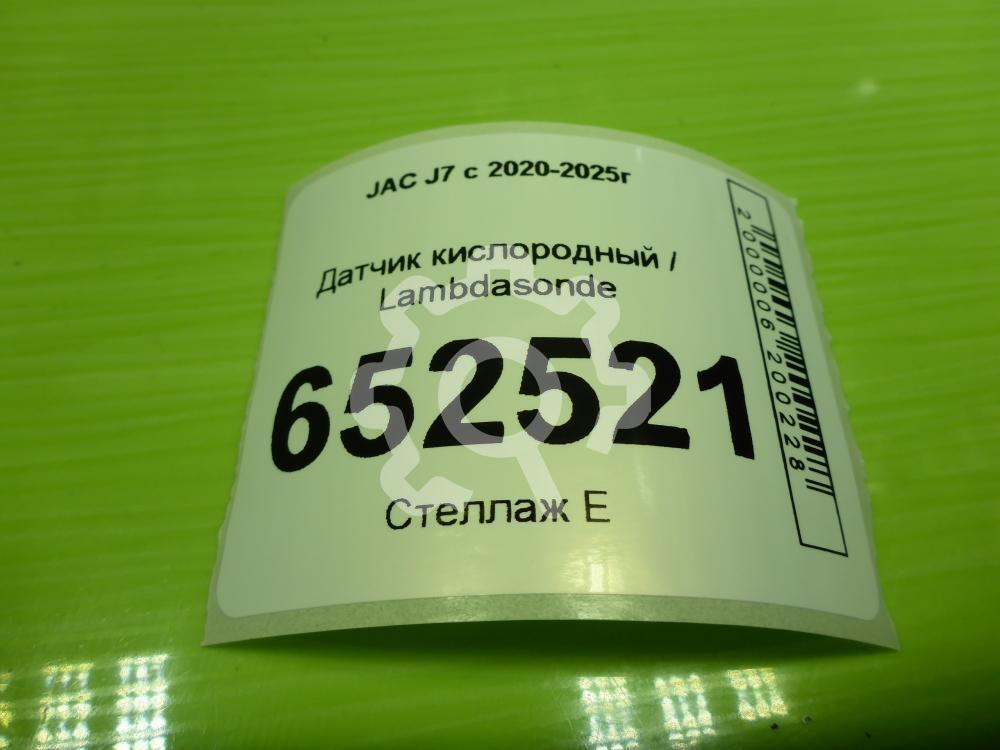 JAC J7 с 2020-2025г
Датчик кислородный /
Lambdasonde
652521
Стеллаж Е
2000006200228